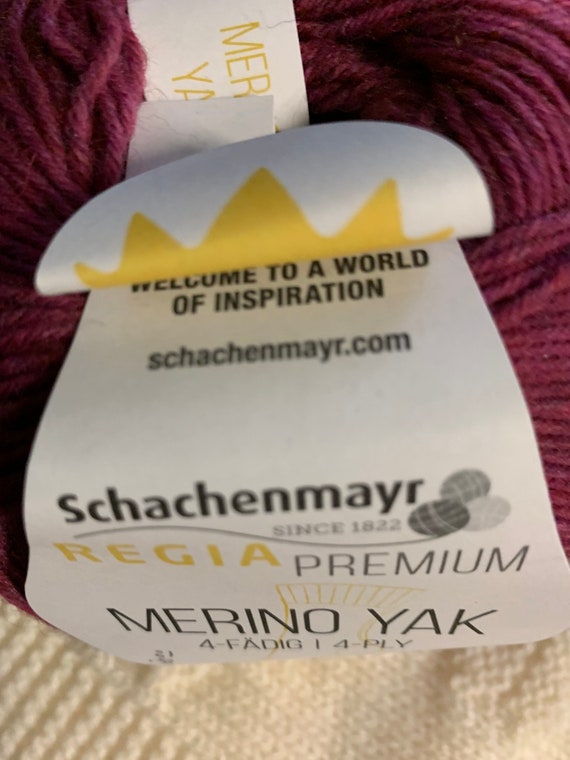 MER
YA
WELCOME TO A WORLD
OF INSPIRATION
schachenmayr.com
Schachenmayr
SINCE 1822
REGIA PREMIUM
MERINO YAK
4-FÄDIG | 4-PLY